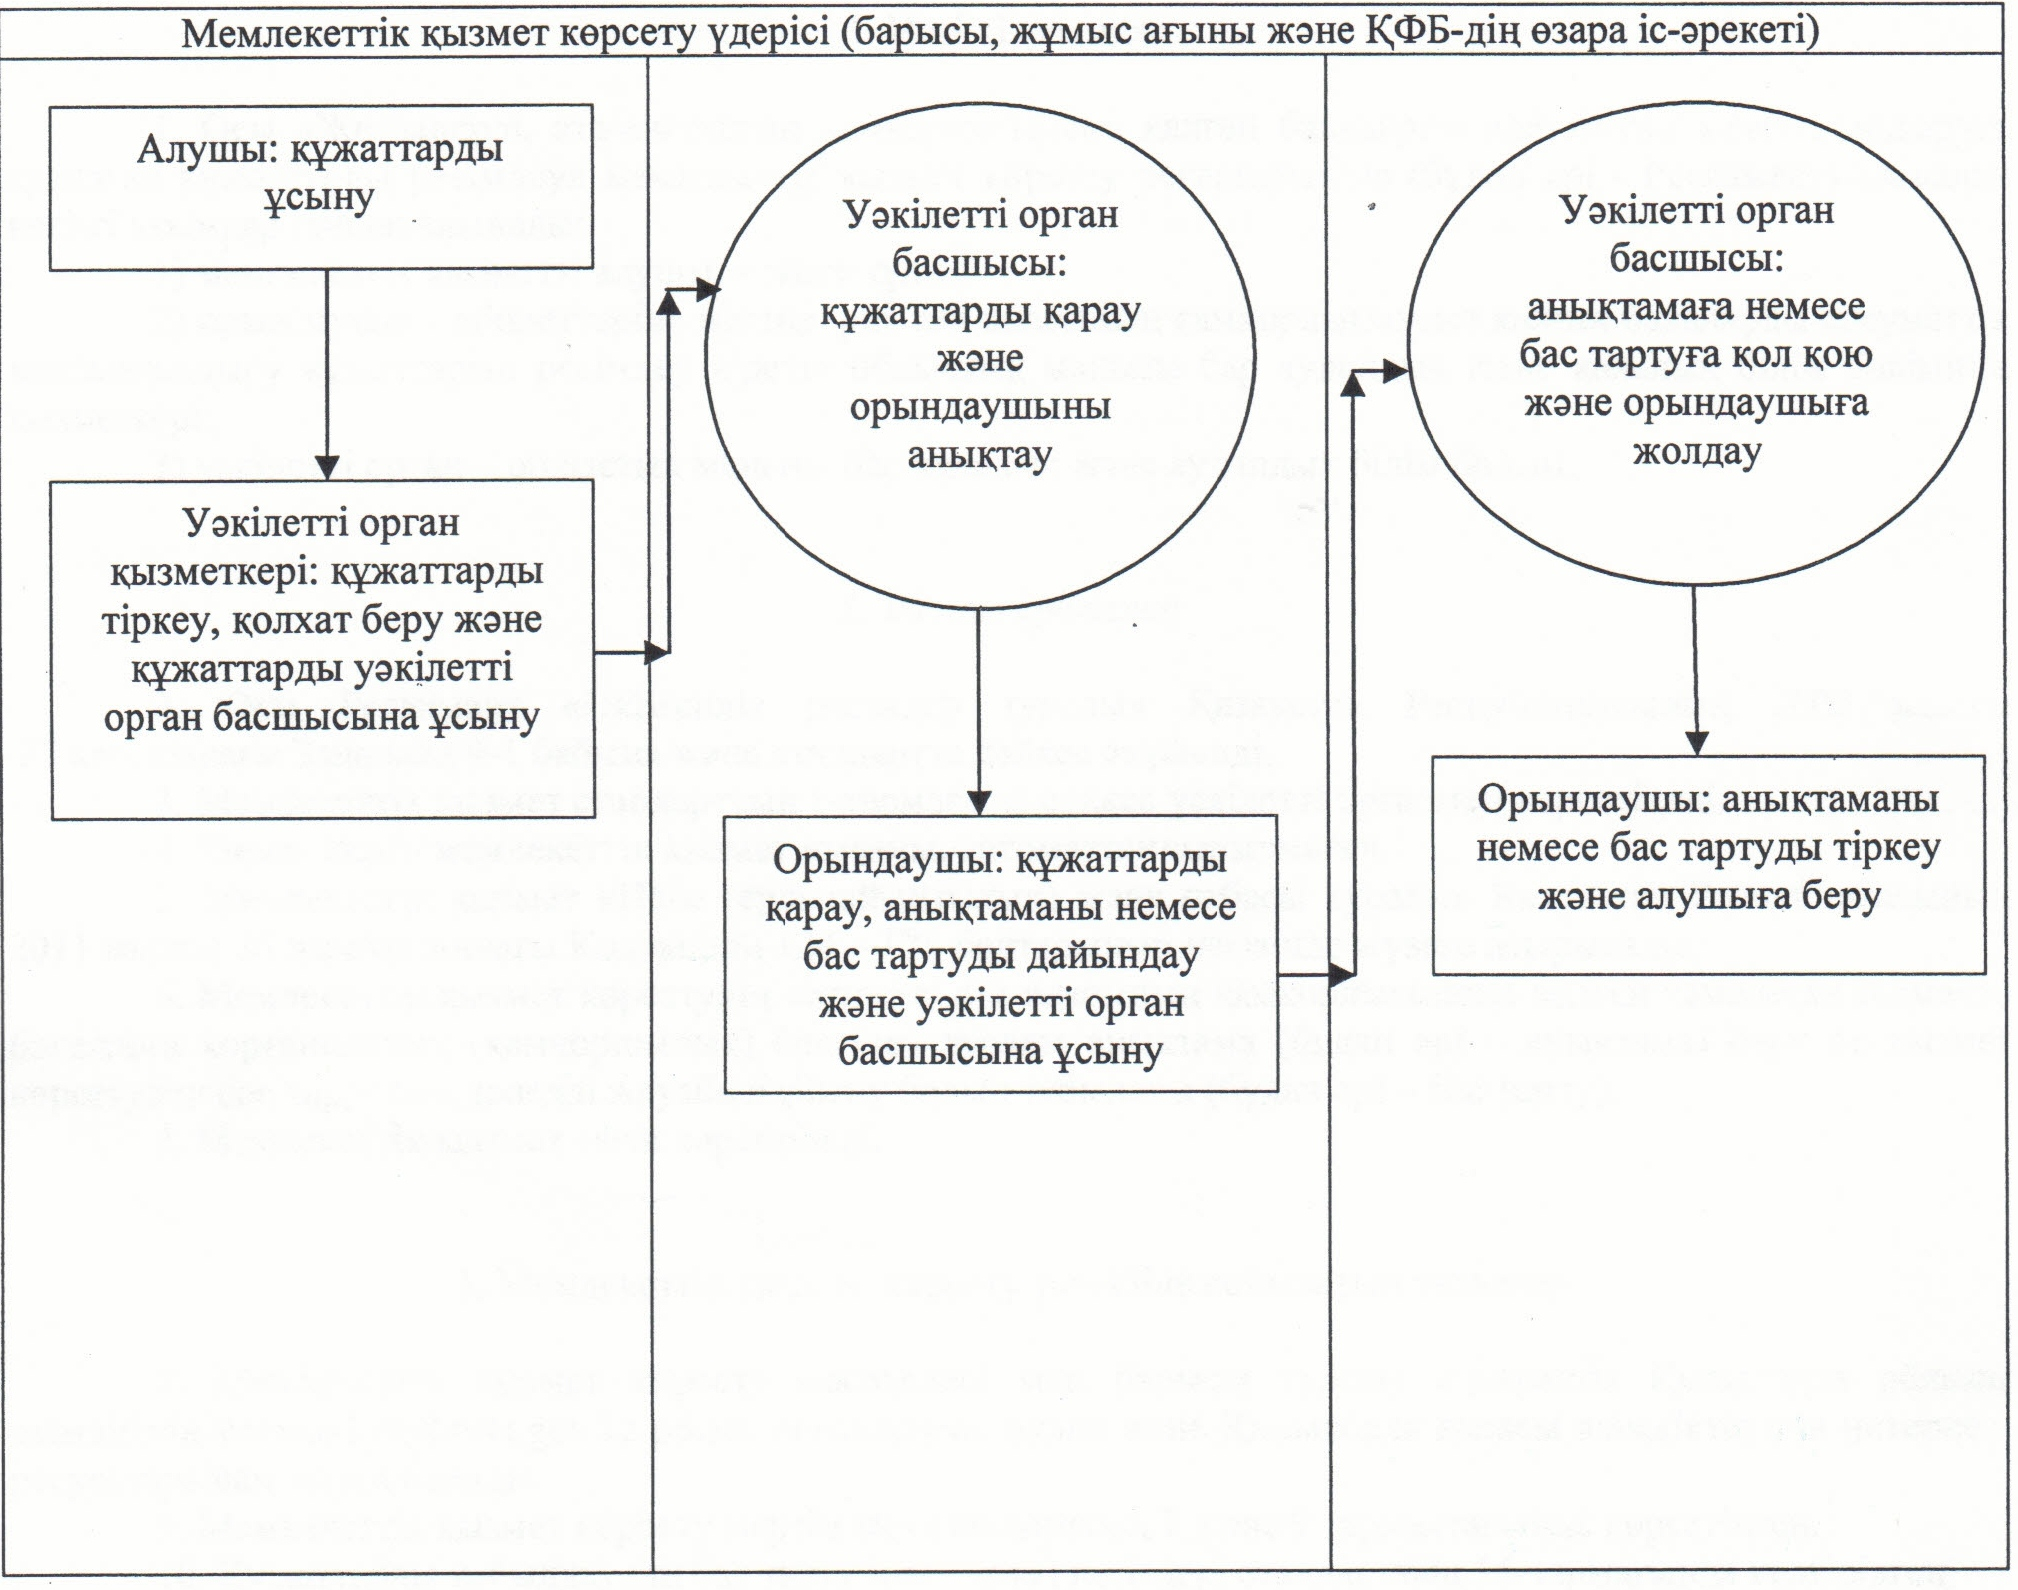 Мемлекеттік қызмет көрсету үдерісі (барысы, жұмыс ағыны және ҚФБ-дің өзара іс-әрекеті)
Алушы: құжаттарды
ұсыну
Уәкілетті орган
қызметкері: құжаттарды
тіркеу, қолхат беру және
құжаттарды уәкілетті
орган басшысына ұсыну
Уәкілетті орган
басшысы:
құжаттарды қарау
және
орындаушыны
анықтау
Орындаушы: құжаттарды
қарау, анықтаманы немесе
бас тартуды дайындау
және уәкілетті орган
басшысына ұсыну
Уәкілетті орган
басшысы:
анықтамаға немесе
бас тартуға қол қою
және орындаушыға
жолдау
Орындаушы: анықтаманы
немесе бас тартуды тіркеу
және алушыға беру